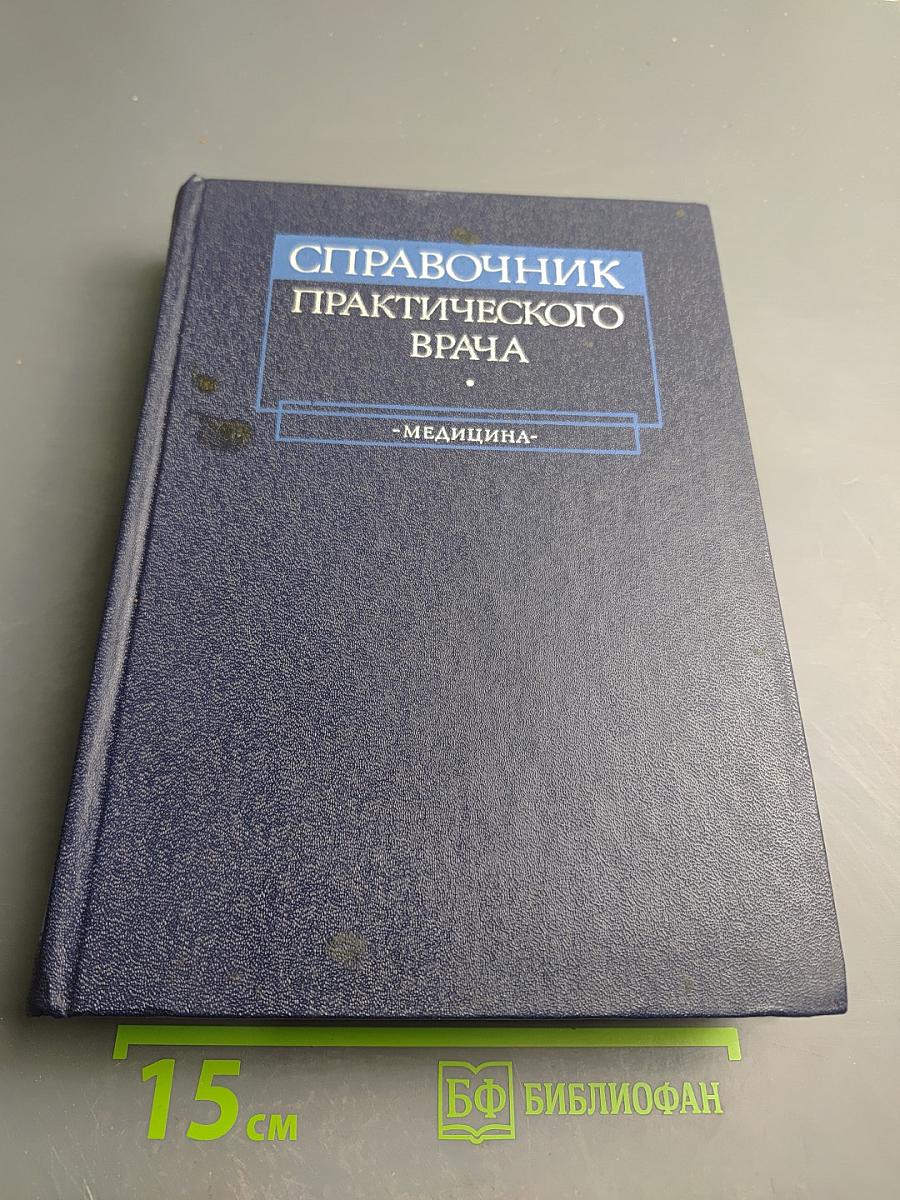 СПРАВОЧНИК
ПРАКТИЧЕСКОГО
ВРАЧА
-МЕДИЦИНА-
15 см
БФ БИБЛИОФАН